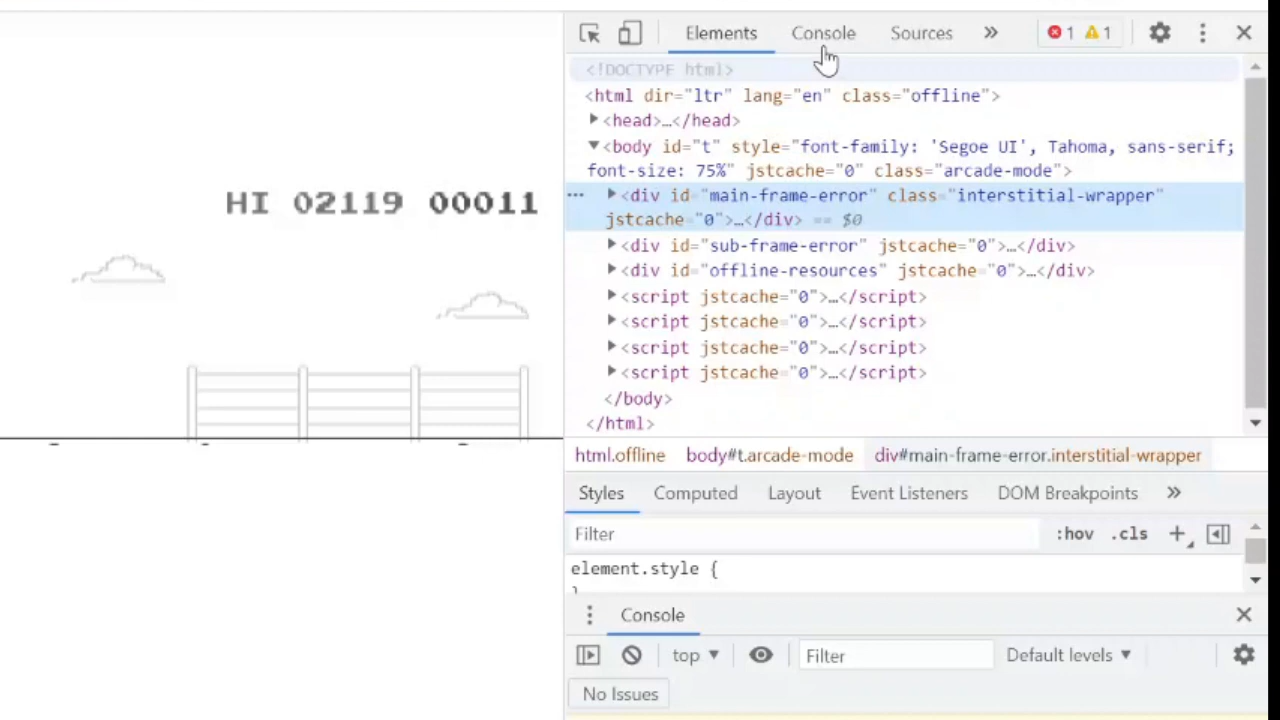 Elements Console Sources » 1 1
<!DOCTYPE html>
<html dir="ltr" lang="en" class="offline">
<head>…</head>
<body id="t" style="font-family: 'Segoe UI', Tahoma, sans-serif;
font-size: 75%" jstcache="0" class="arcade-mode">
HI 02119 00011
<div id="main-frame-error" class="interstitial-wrapper"
jstcache="0">…</div> == $0
<div id="sub-frame-error" jstcache="0">…</div>
<div id="offline-resources" jstcache="0">…</div>
<script jstcache="0">…</script>
<script jstcache="0">…</script>
<script jstcache="0">…</script>
<script jstcache="0">…</script>
</body>
</html>
html.offline body#t.arcade-mode div#main-frame-error.interstitial-wrapper
Styles Computed Layout Event Listeners DOM Breakpoints »
Filter :hov .cls +
element.style {
}
Console
top Filter Default levels
No Issues